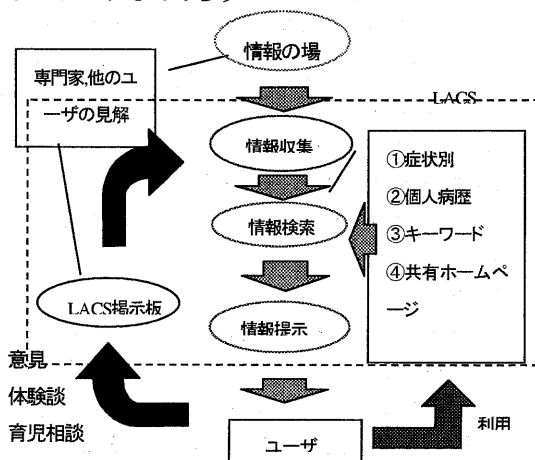 情報の場
専門家,他のユ
ーザの見解
LACS
情報収集
①症状別
②個人病歴
③キーワード
④共有ホームペ
ージ
情報検索
LACS掲示板
情報提示
意見
体験談
育児相談
利用
ユーザ